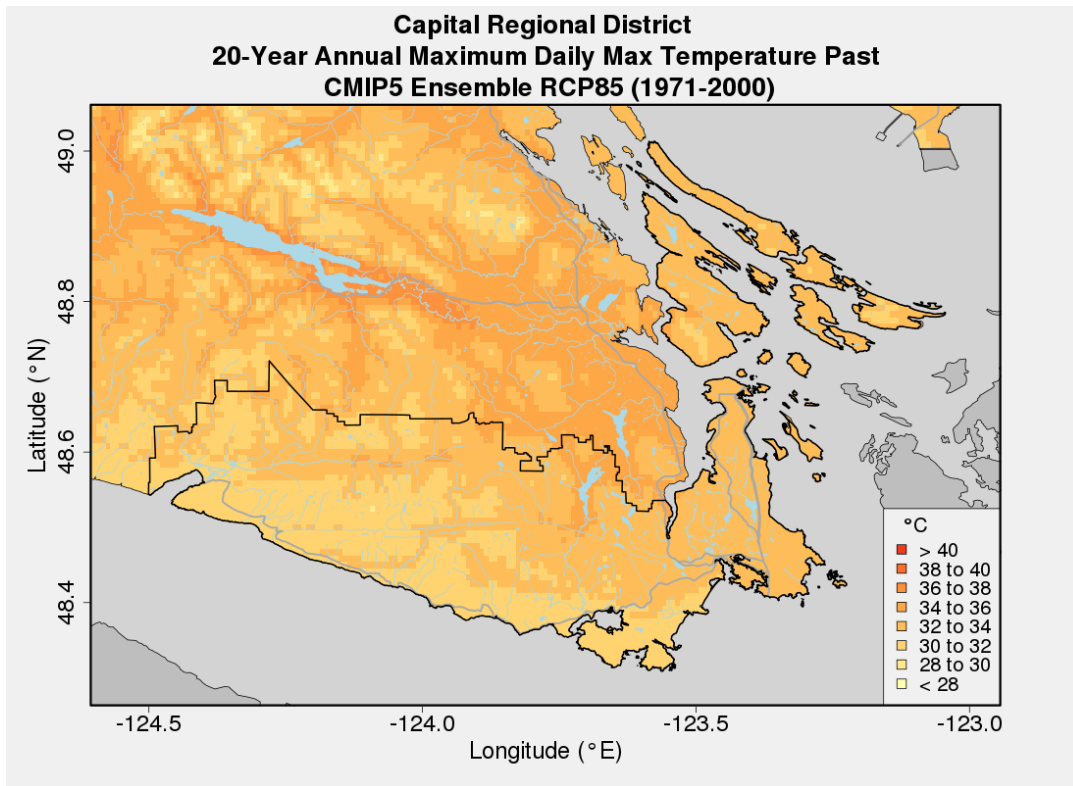 Capital Regional District
20-Year Annual Maximum Daily Max Temperature Past
CMIP5 Ensemble RCP85 (1971-2000)
Latitude (°N)
49.0
48.8
48.6
48.4
°C
> 40
38 to 40
36 to 38
34 to 36
32 to 34
30 to 32
28 to 30
< 28
-124.5
-124.0
-123.5
-123.0
Longitude (°E)